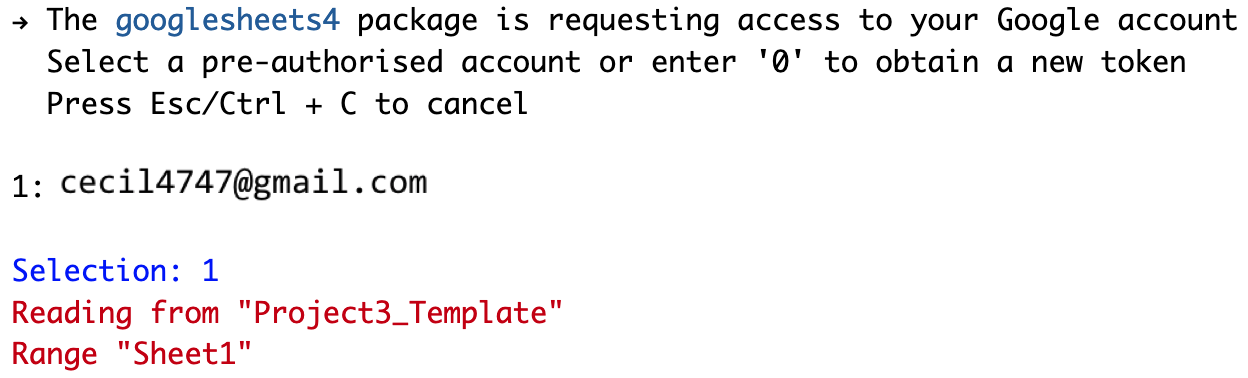 → The googlesheets4 package is requesting access to your Google account
Select a pre-authorised account or enter '0' to obtain a new token
Press Esc/Ctrl + C to cancel
1: cecil4747@gmail.com
Selection: 1
Reading from "Project3_Template"
Range "Sheet1"